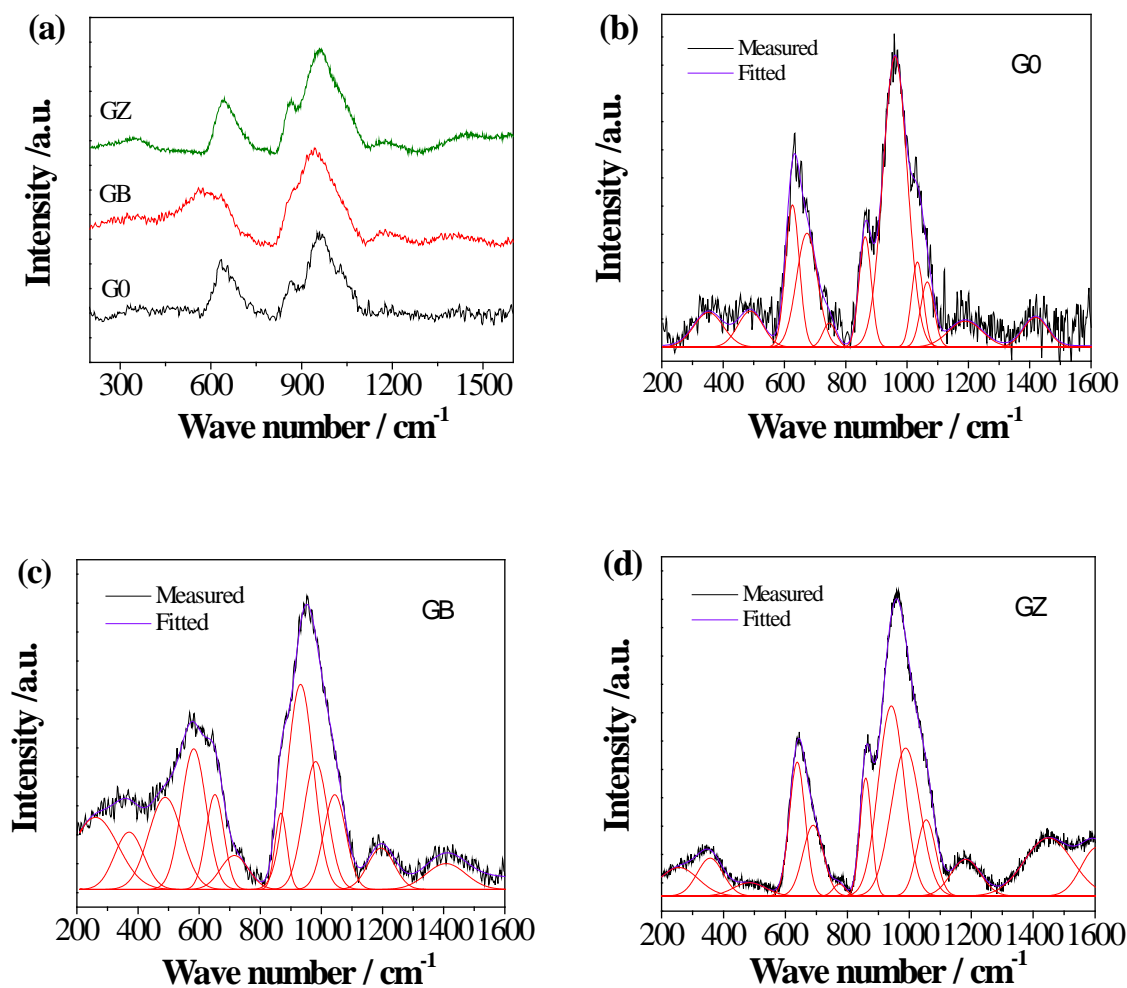 (a)
GZ
GB
G0
Intensity /a.u.
300 600 900 1200 1500
Wave number / cm-1
(b)
Measured
Fitted
G0
Intensity /a.u.
200 400 600 800 1000 1200 1400 1600
Wave number / cm-1
(c)
Measured
Fitted
GB
Intensity /a.u.
200 400 600 800 1000 1200 1400 1600
Wave number / cm-1
(d)
Measured
Fitted
GZ
Intensity /a.u.
200 400 600 800 1000 1200 1400 1600
Wave number / cm-1